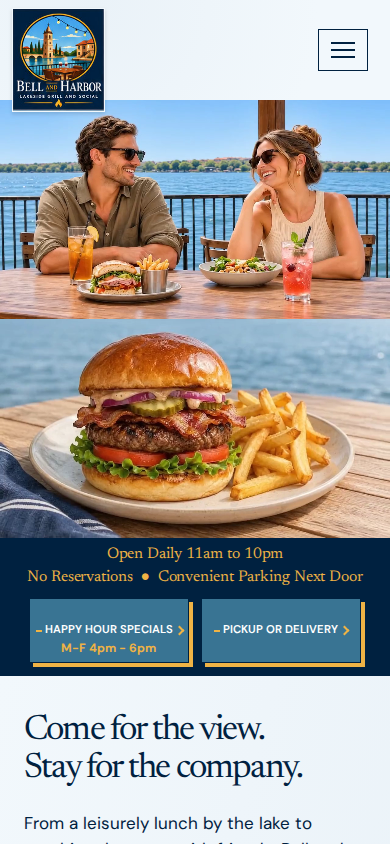 BELL AND HARBOR
LAKESIDE GRILL AND SOCIAL
Open Daily 11am to 10pm
No Reservations ● Convenient Parking Next Door
HAPPY HOUR SPECIALS
M-F 4pm - 6pm
PICKUP OR DELIVERY
Come for the view.
Stay for the company.
From a leisurely lunch by the lake to